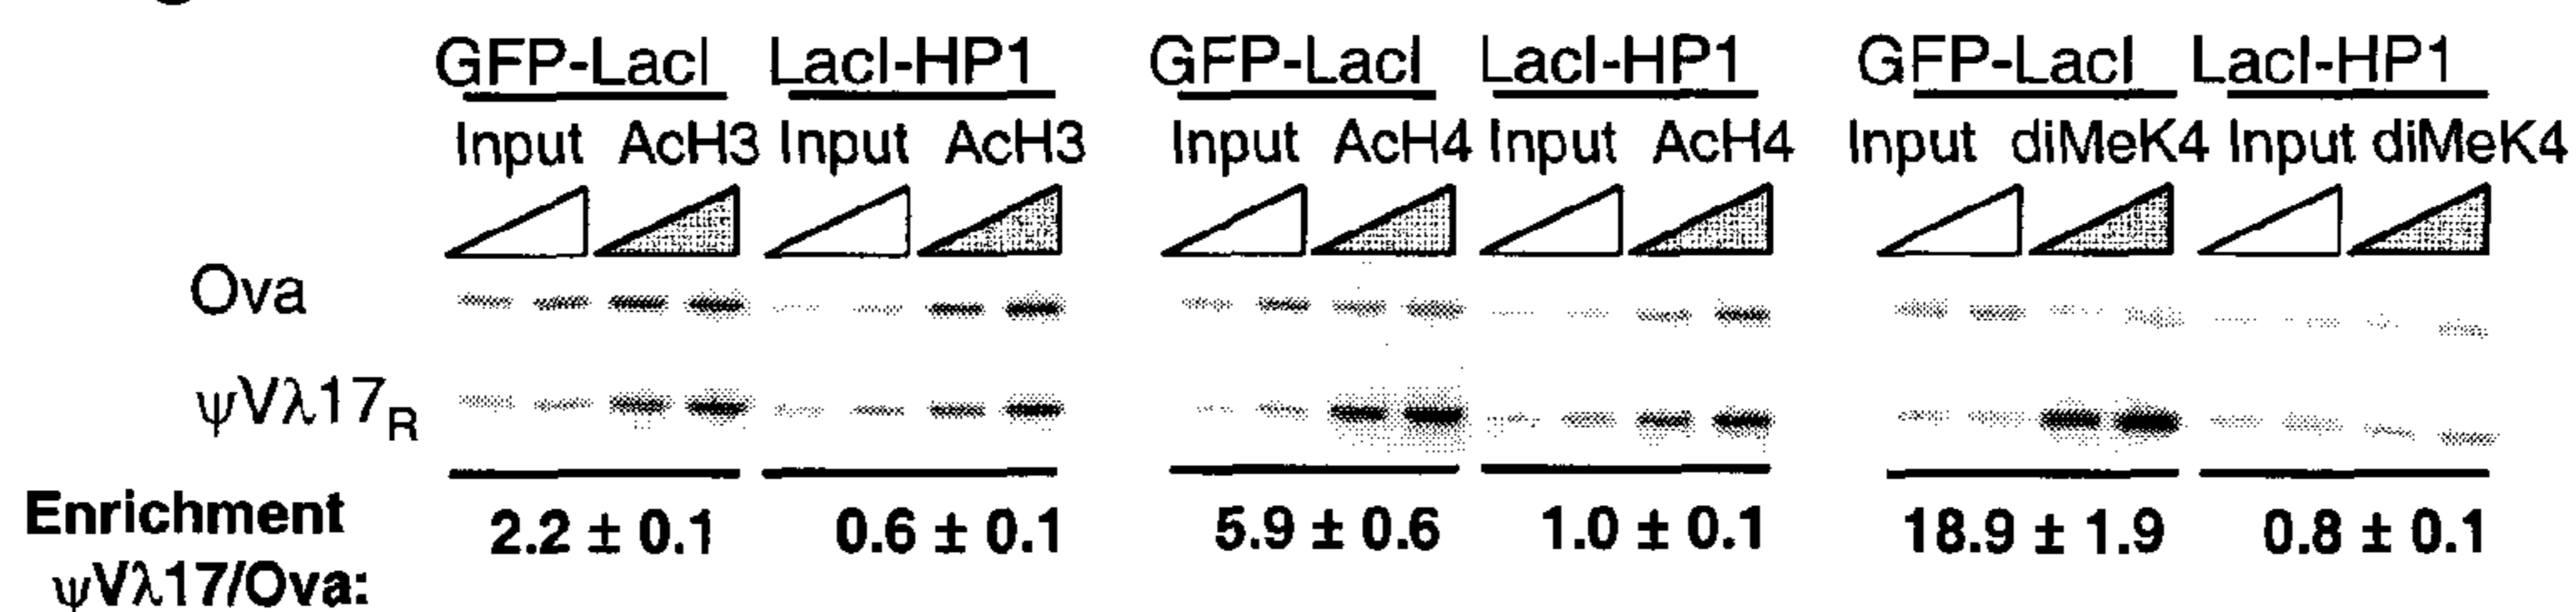 GFP-LacI LacI-HP1 GFP-LacI LacI-HP1 GFP-LacI LacI-HP1
Input AcH3 Input AcH3 Input AcH4 Input AcH4 Input diMeK4 Input diMeK4
Ova
ψVλ17R
Enrichment 2.2 ± 0.1 0.6 ± 0.1 5.9 ± 0.6 1.0 ± 0.1 18.9 ± 1.9 0.8 ± 0.1
ψVλ17/Ova: